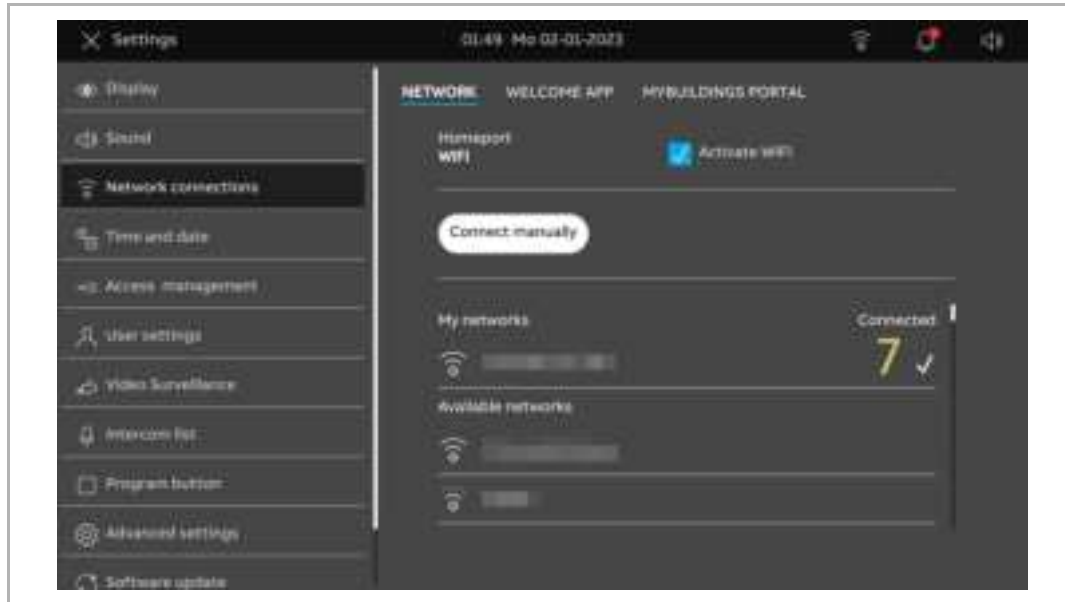 Settings
01:49 Mo 02-01-2023
Display
Sound
Network connections
Time and date
Access management
User settings
Video Surveillance
Intercom list
Program button
Advanced settings
Software update
NETWORK WELCOME APP MYBUILDINGS PORTAL
Homeport
WIFI
Activate WIFI
Connect manually
My networks
Connected
7
Available networks